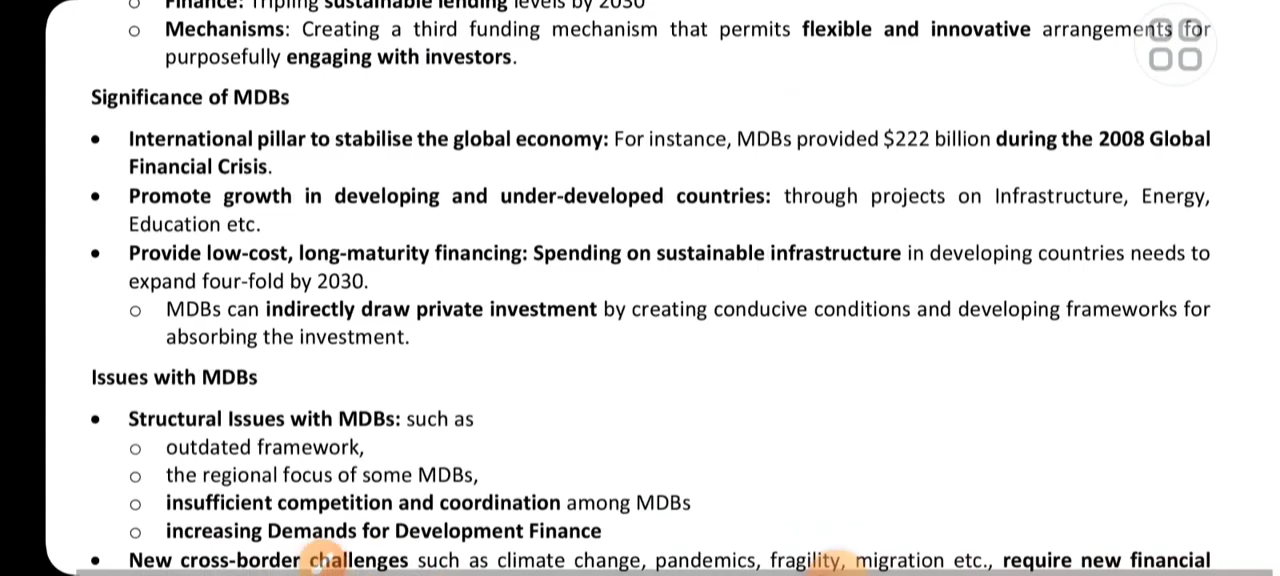 ○ Finance: Tripling sustainable lending levels by 2030
○ Mechanisms: Creating a third funding mechanism that permits flexible and innovative arrangements for
purposefully engaging with investors.
Significance of MDBs
• International pillar to stabilise the global economy: For instance, MDBs provided $222 billion during the 2008 Global
Financial Crisis.
• Promote growth in developing and under-developed countries: through projects on Infrastructure, Energy,
Education etc.
• Provide low-cost, long-maturity financing: Spending on sustainable infrastructure in developing countries needs to
expand four-fold by 2030.
○ MDBs can indirectly draw private investment by creating conducive conditions and developing frameworks for
absorbing the investment.
Issues with MDBs
• Structural Issues with MDBs: such as
○ outdated framework,
○ the regional focus of some MDBs,
○ insufficient competition and coordination among MDBs
○ increasing Demands for Development Finance
• New cross-border challenges such as climate change, pandemics, fragility, migration etc., require new financial